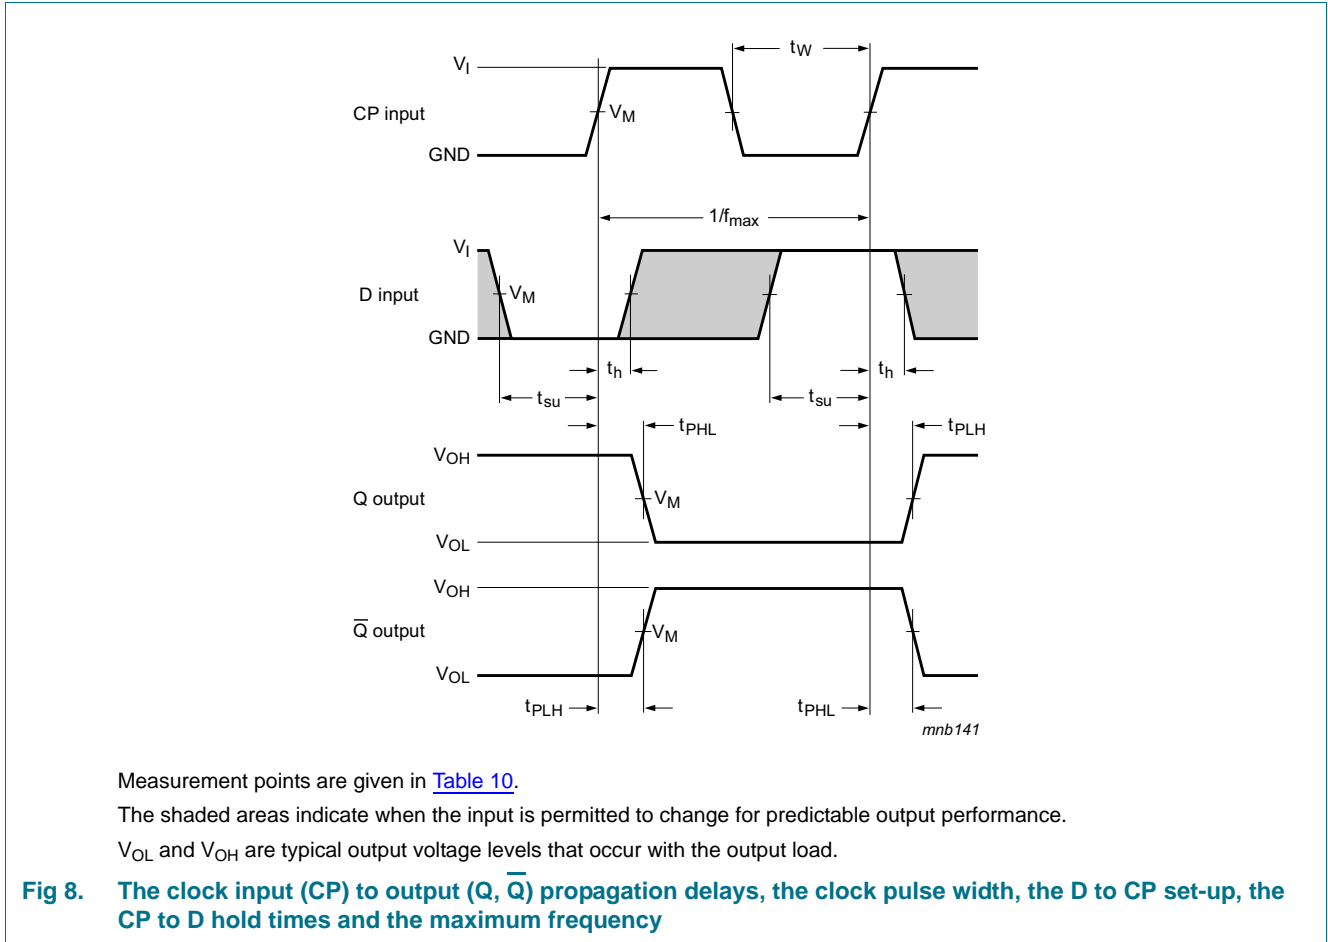 tW
VI
CP input
VM
GND
1/fmax
VI
D input
VM
GND
th
th
tsu
tsu
tPHL
tPLH
VOH
Q output
VM
VOL
VOH
Q̅ output
VM
VOL
tPLH
tPHL
mnb141
Measurement points are given in Table 10.
The shaded areas indicate when the input is permitted to change for predictable output performance.
VOL and VOH are typical output voltage levels that occur with the output load.
Fig 8. The clock input (CP) to output (Q, Q̅) propagation delays, the clock pulse width, the D to CP set-up, the
CP to D hold times and the maximum frequency